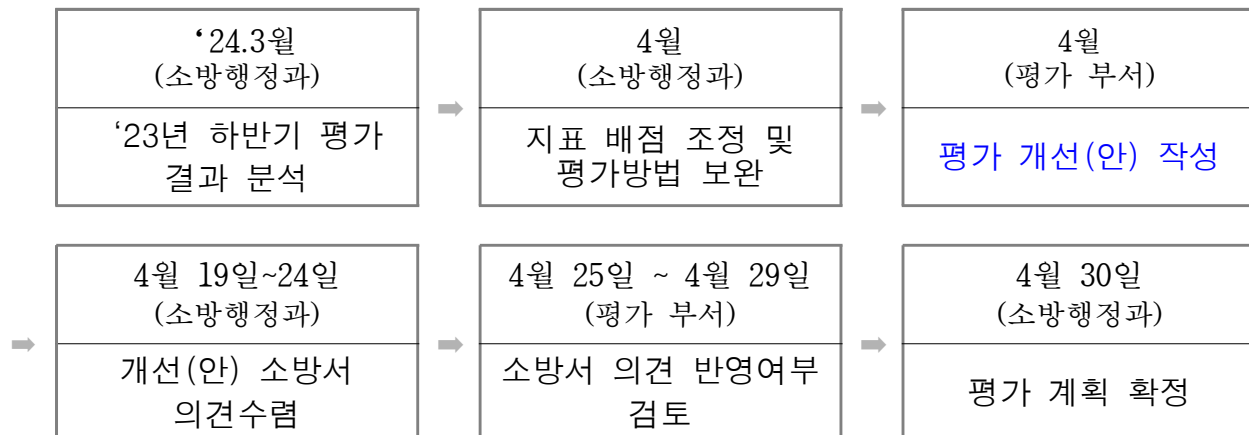 ‘24.3월
(소방행정과)
‘23년 하반기 평가
결과 분석
4월
(소방행정과)
지표 배점 조정 및
평가방법 보완
4월
(평가 부서)
평가 개선(안) 작성
4월 19일~24일
(소방행정과)
개선(안) 소방서
의견수렴
4월 25일 ~ 4월 29일
(평가 부서)
소방서 의견 반영여부
검토
4월 30일
(소방행정과)
평가 계획 확정